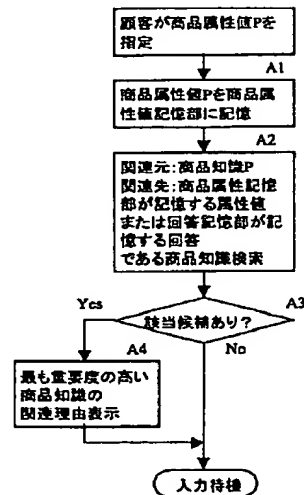 顧客が商品属性値Pを
指定
A1
商品属性値Pを商品属
性値記憶部に記憶
A2
関連元:商品知識P
関連先:商品属性記憶
部が記憶する属性値
または回答記憶部が記
憶する回答
である商品知識検索
A3
Yes
該当候補あり?
A4
No
最も重要度の高い
商品知識の
関連理由表示
入力待機